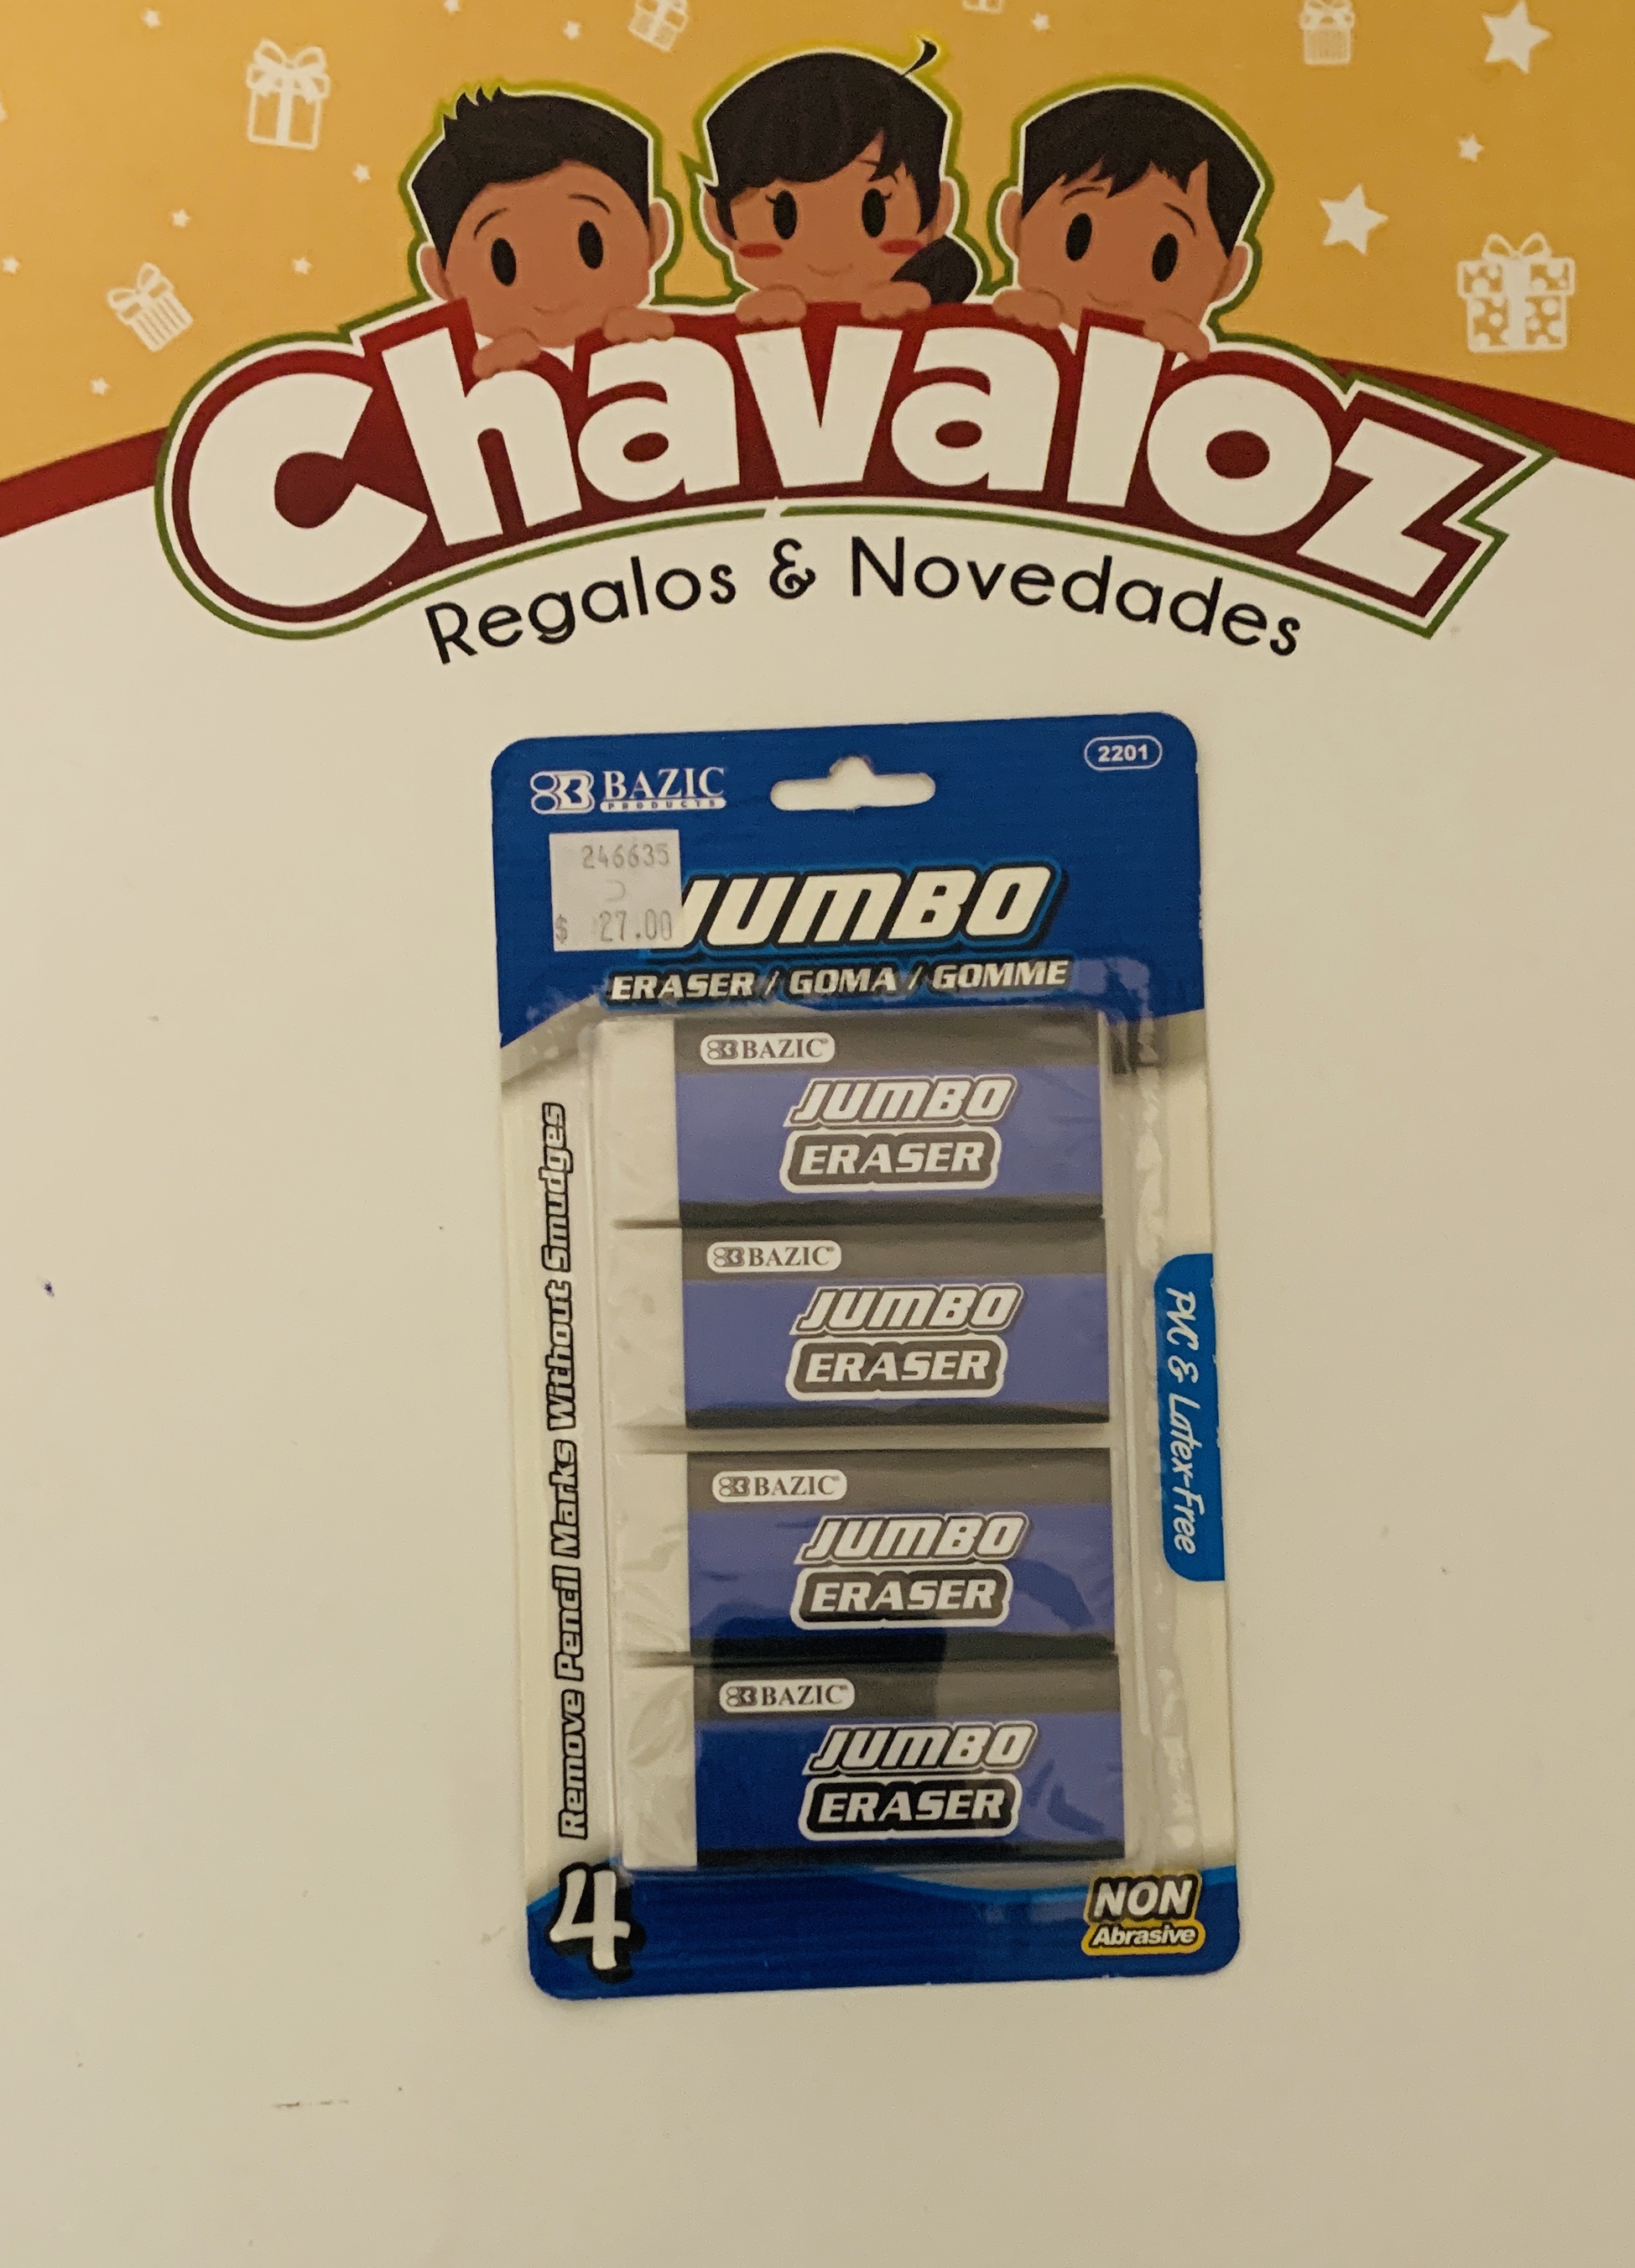 Chavaloz
Regalos & Novedades
BAZIC
PRODUCTS
2201
246635
$ 27.00
JUMBO
ERASER / GOMA / GOMME
BAZIC
JUMBO
ERASER
BAZIC
JUMBO
ERASER
BAZIC
JUMBO
ERASER
BAZIC
JUMBO
ERASER
Remove Pencil Marks Without Smudges
PVC & Latex-Free
4
NON
Abrasive